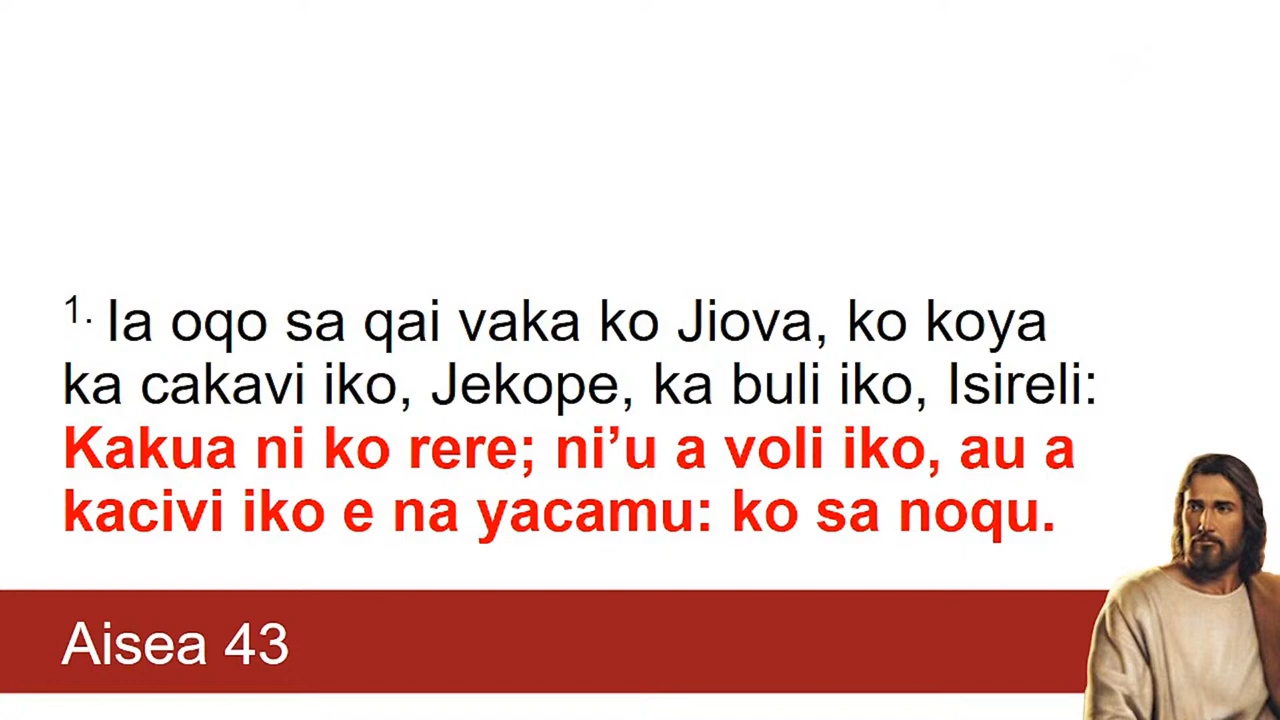 1. Ia oqo sa qai vaka ko Jiova, ko koya
ka cakavi iko, Jekope, ka buli iko, Isireli:
Kakua ni ko rere; ni’u a voli iko, au a
kacivi iko e na yacamu: ko sa noqu.
Aisea 43